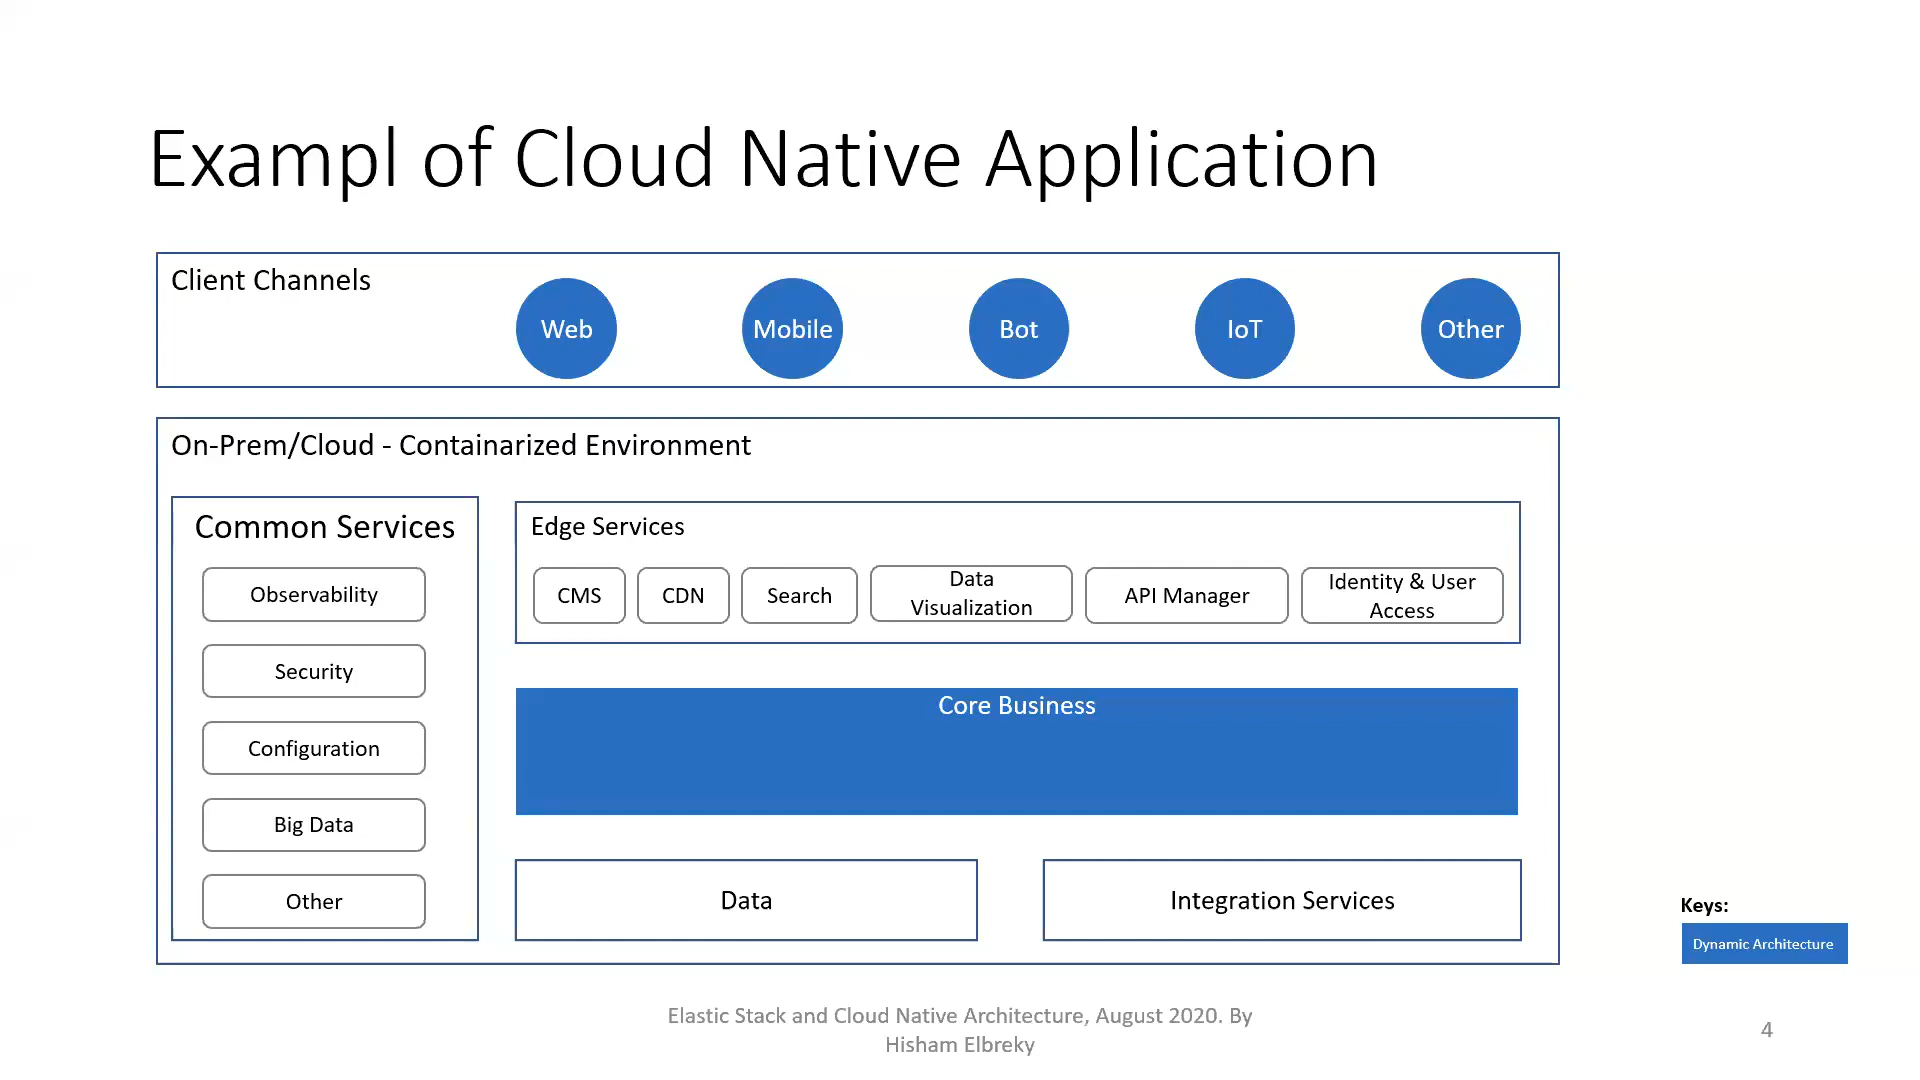 Exampl of Cloud Native Application
Client Channels
Web
Mobile
Bot
IoT
Other
On-Prem/Cloud - Containarized Environment
Common Services
Observability
Security
Configuration
Big Data
Other
Edge Services
CMS
CDN
Search
Data
Visualization
API Manager
Identity & User
Access
Core Business
Data
Integration Services
Keys:
Dynamic Architecture
Elastic Stack and Cloud Native Architecture, August 2020. By
Hisham Elbreky
4